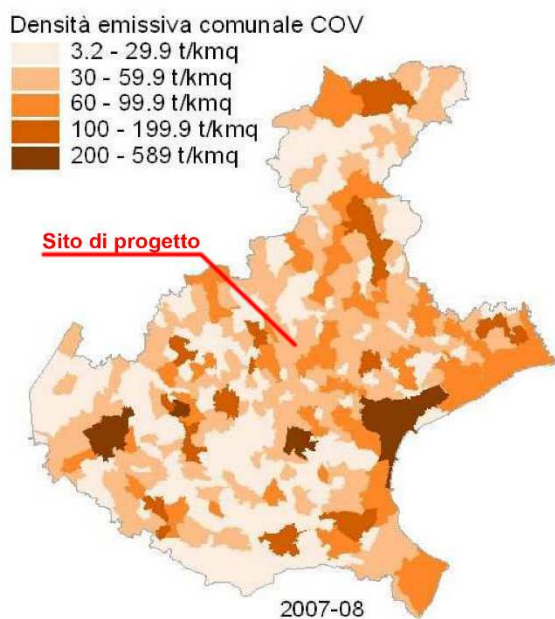 Densità emissiva comunale COV
3.2 - 29.9 t/kmq
30 - 59.9 t/kmq
60 - 99.9 t/kmq
100 - 199.9 t/kmq
200 - 589 t/kmq
Sito di progetto
2007-08